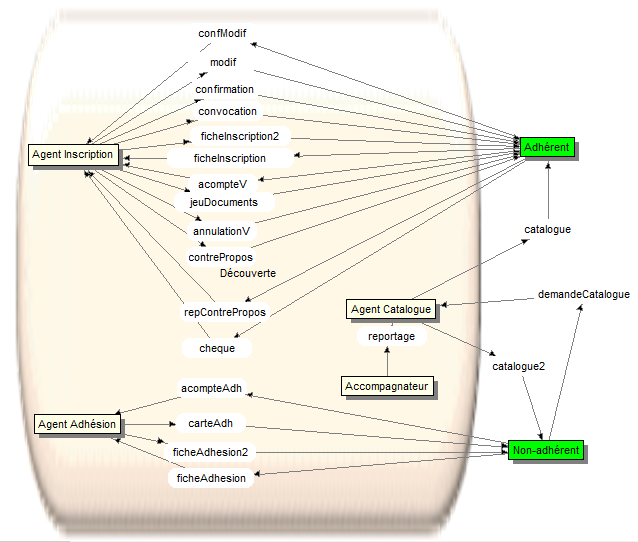 confModif
modif
confirmation
convocation
ficheInscription2
Agent Inscription
ficheInscription
Adhérent
acompteV
jeuDocuments
annulationV
catalogue
contrePropos
Découverte
demandeCatalogue
repContrePropos
Agent Catalogue
reportage
cheque
catalogue2
acompteAdh
Accompagnateur
Agent Adhésion
carteAdh
ficheAdhesion2
Non-adhérent
ficheAdhesion